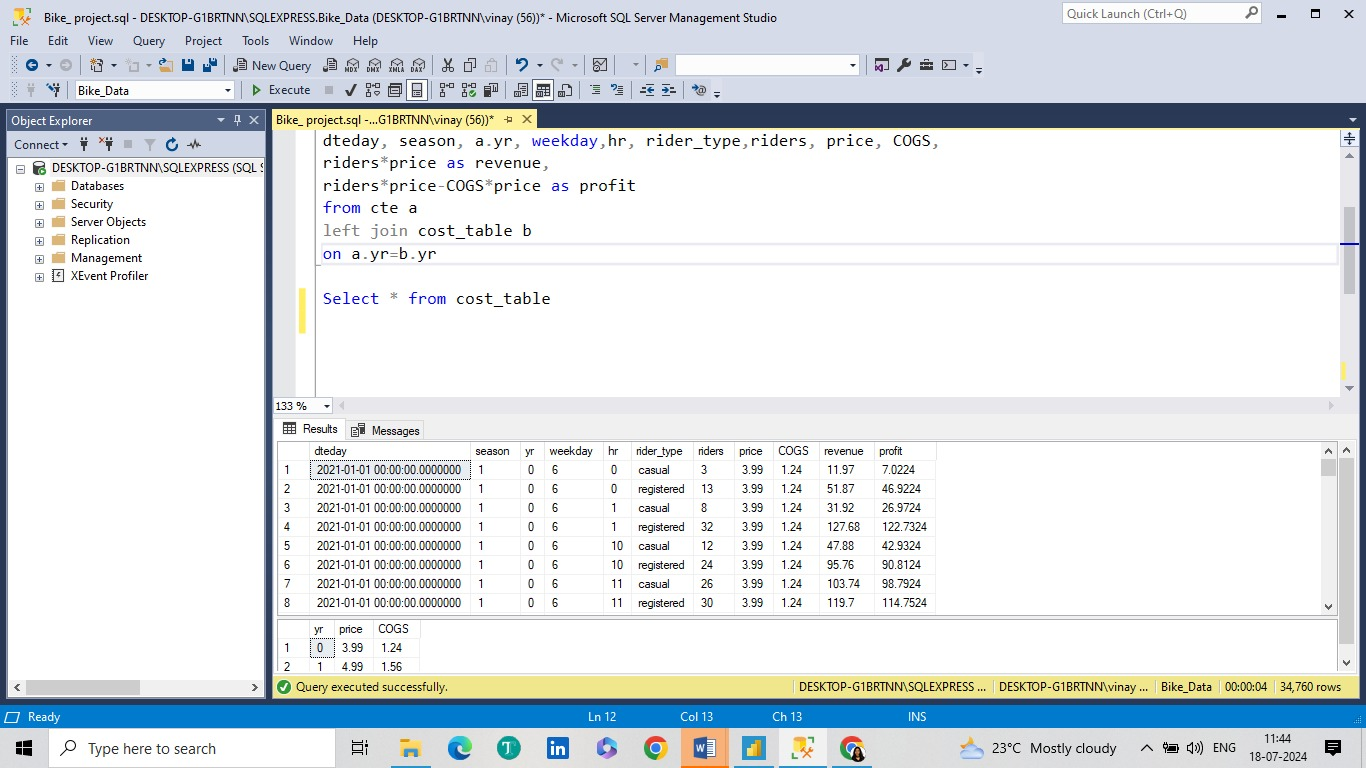 Bike_ project.sql - DESKTOP-G1BRTNN\SQLEXPRESS.Bike_Data (DESKTOP-G1BRTNN\vinay (56))* - Microsoft SQL Server Management Studio
Quick Launch (Ctrl+Q)
File Edit View Query Project Tools Window Help
New Query MDX DMX XMLA DAX
Bike_Data Execute
Object Explorer
Bike_ project.sql -...G1BRTNN\vinay (56))*
Connect
DESKTOP-G1BRTNN\SQLEXPRESS (SQL S
Databases
Security
Server Objects
Replication
Management
XEvent Profiler
dteday, season, a.yr, weekday,hr, rider_type,riders, price, COGS,
riders*price as revenue,
riders*price-COGS*price as profit
from cte a
left join cost_table b
on a.yr=b.yr
Select * from cost_table
133 %
Results Messages
dteday season yr weekday hr rider_type riders price COGS revenue profit
1 2021-01-01 00:00:00.0000000 1 0 6 0 casual 3 3.99 1.24 11.97 7.0224
2 2021-01-01 00:00:00.0000000 1 0 6 0 registered 13 3.99 1.24 51.87 46.9224
3 2021-01-01 00:00:00.0000000 1 0 6 1 casual 8 3.99 1.24 31.92 26.9724
4 2021-01-01 00:00:00.0000000 1 0 6 1 registered 32 3.99 1.24 127.68 122.7324
5 2021-01-01 00:00:00.0000000 1 0 6 10 casual 12 3.99 1.24 47.88 42.9324
6 2021-01-01 00:00:00.0000000 1 0 6 10 registered 24 3.99 1.24 95.76 90.8124
7 2021-01-01 00:00:00.0000000 1 0 6 11 casual 26 3.99 1.24 103.74 98.7924
8 2021-01-01 00:00:00.0000000 1 0 6 11 registered 30 3.99 1.24 119.7 114.7524
yr price COGS
1 0 3.99 1.24
2 1 4.99 1.56
Query executed successfully.
DESKTOP-G1BRTNN\SQLEXPRESS ... DESKTOP-G1BRTNN\vinay ... Bike_Data 00:00:04 34,760 rows
Ready Ln 12 Col 13 Ch 13 INS
Type here to search
23°C Mostly cloudy
ENG
11:44
18-07-2024